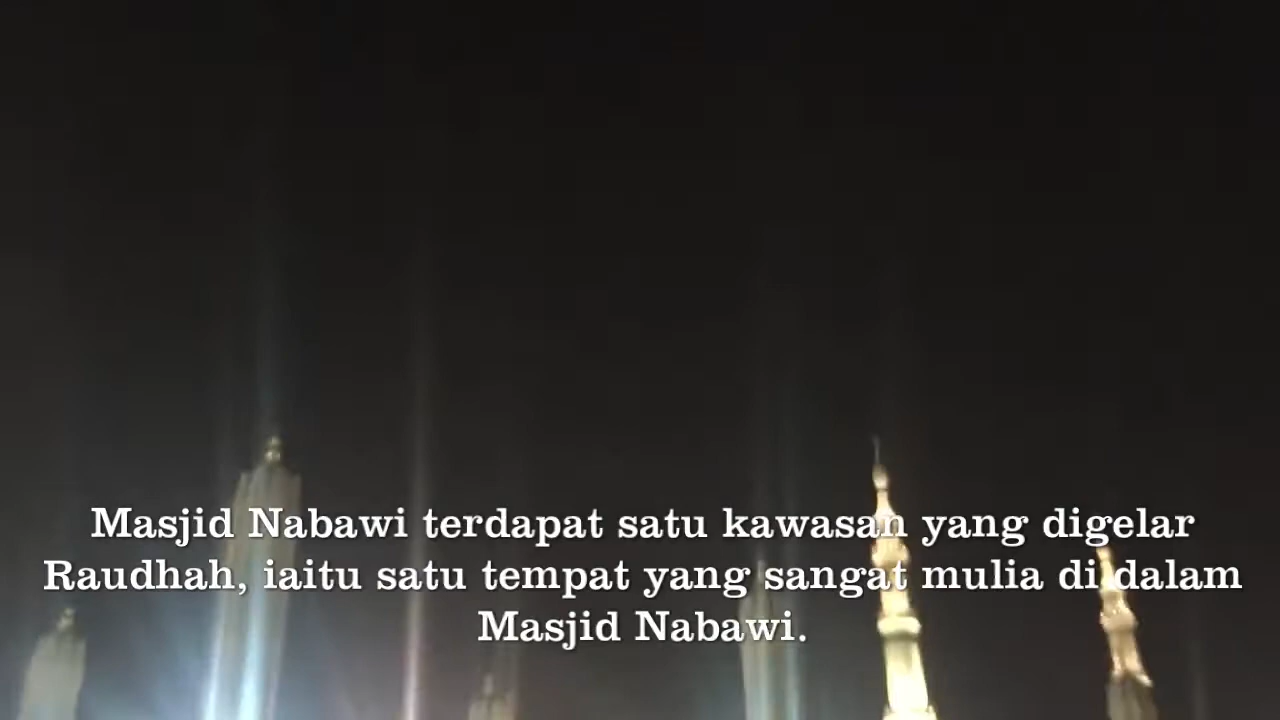 Masjid Nabawi terdapat satu kawasan yang digelar
Raudhah, iaitu satu tempat yang sangat mulia di dalam
Masjid Nabawi.